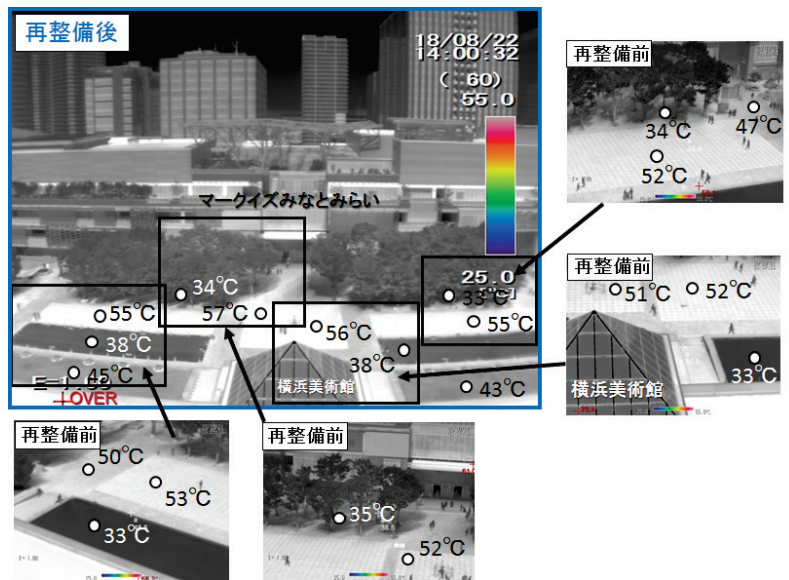 再整備後
18/08/22
14:00:32
( 60)
55.0
マークイズみなとみらい
25.0
34℃
33℃
55℃
57℃
55℃
56℃
38℃
38℃
45℃
横浜美術館
43℃
OVER
再整備前
34℃
47℃
52℃
再整備前
51℃
52℃
33℃
横浜美術館
再整備前
50℃
53℃
33℃
再整備前
35℃
52℃